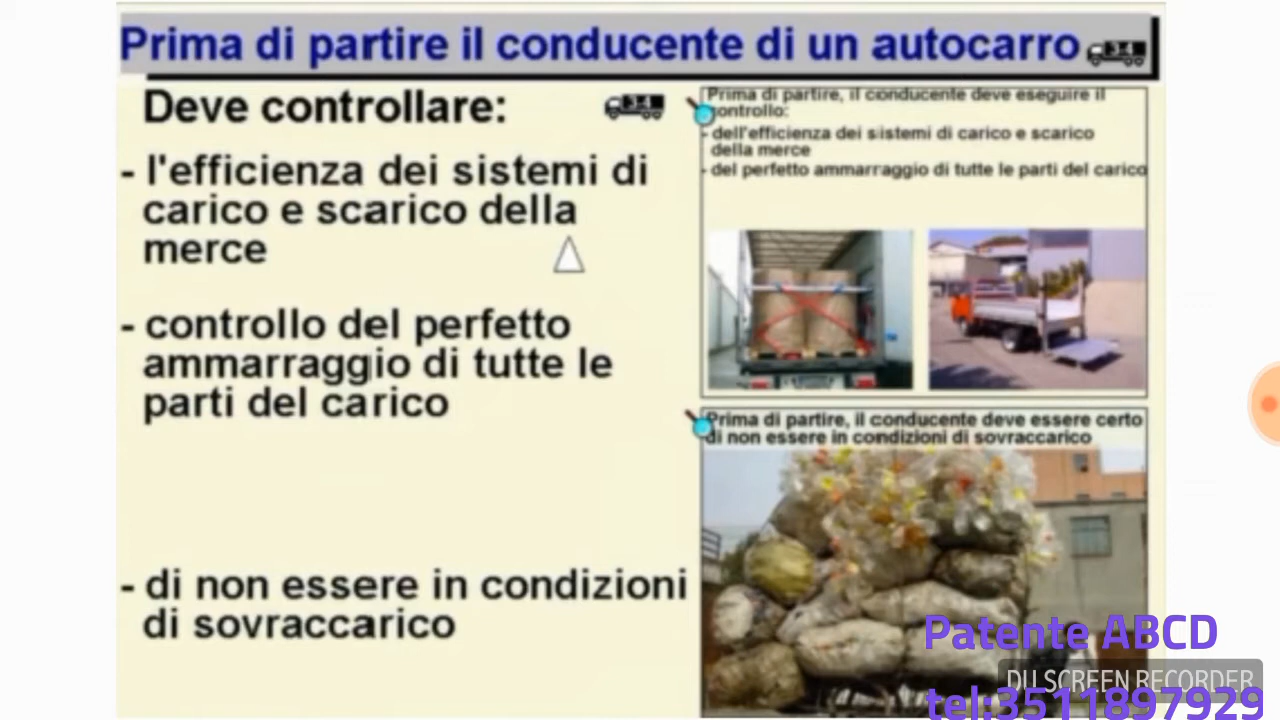 Prima di partire il conducente di un autocarro
3-4
Deve controllare:
3-4
- l'efficienza dei sistemi di
carico e scarico della
merce
- controllo del perfetto
ammarraggio di tutte le
parti del carico
- di non essere in condizioni
di sovraccarico
Prima di partire, il conducente deve eseguire il
controllo:
- dell'efficienza dei sistemi di carico e scarico
della merce
- del perfetto ammarraggio di tutte le parti del carico
Prima di partire, il conducente deve essere certo
di non essere in condizioni di sovraccarico
Patente ABCD
DU SCREEN RECORDER
tel:3511897929